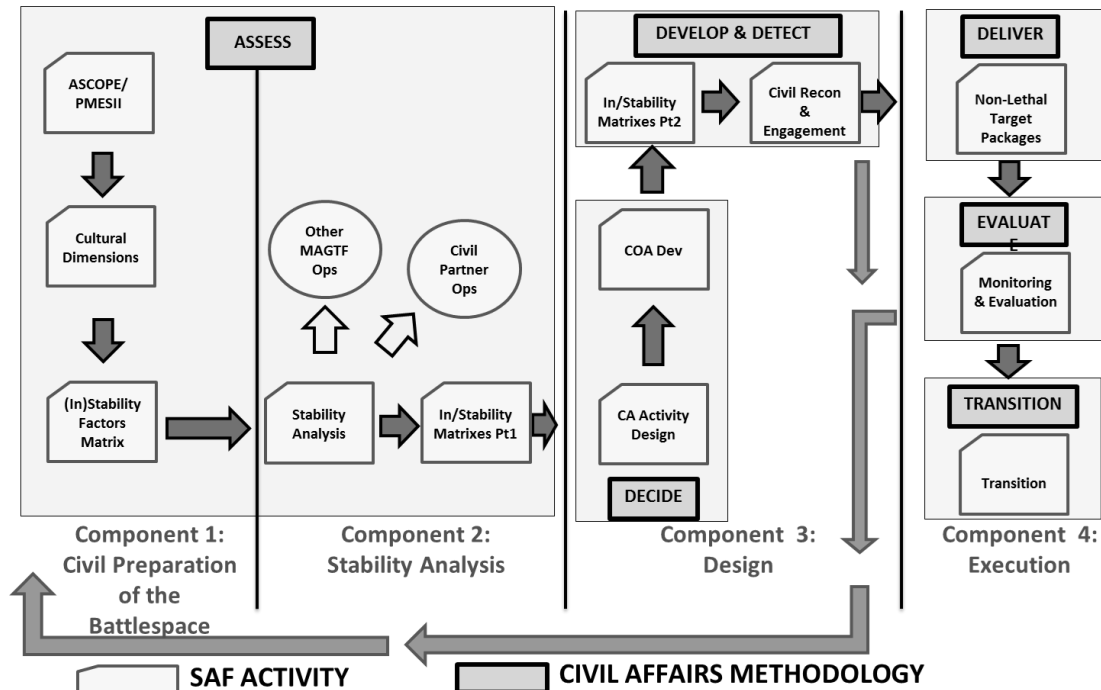 ASSESS
ASCOPE/
PMESII
Cultural
Dimensions
(In)Stability
Factors
Matrix
Other
MAGTF
Ops
Civil
Partner
Ops
Stability
Analysis
In/Stability
Matrixes Pt1
DEVELOP & DETECT
In/Stability
Matrixes Pt2
Civil Recon
&
Engagement
COA Dev
CA Activity
Design
DECIDE
DELIVER
Non-Lethal
Target
Packages
EVALUAT
E
Monitoring
& Evaluation
TRANSITION
Transition
Component 1:
Civil Preparation
of the
Battlespace
Component 2:
Stability Analysis
Component 3:
Design
Component 4:
Execution
SAF ACTIVITY
CIVIL AFFAIRS METHODOLOGY